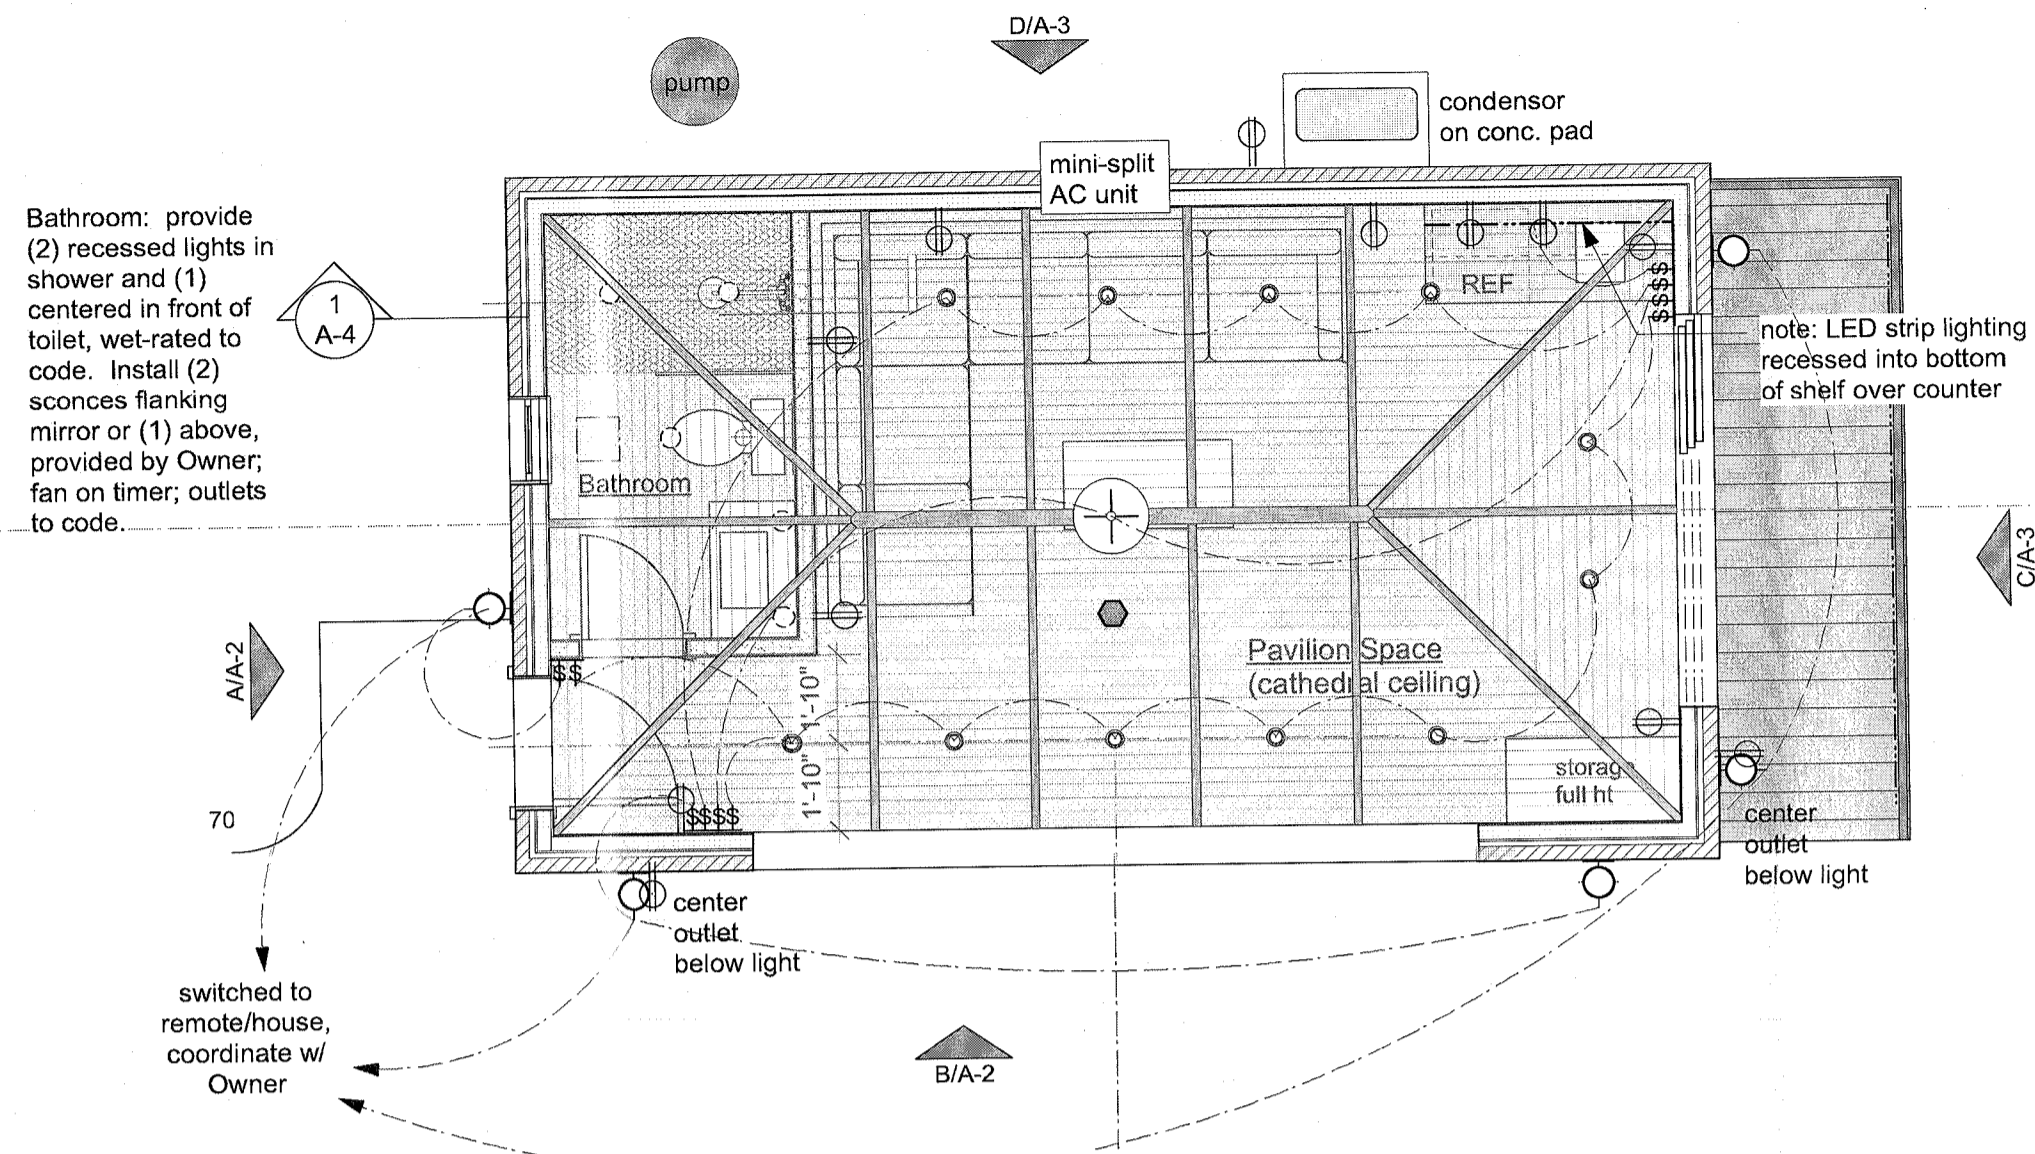 D/A-3
pump
condensor
on conc. pad
mini-split
AC unit
Bathroom: provide
(2) recessed lights in
shower and (1)
centered in front of
toilet, wet-rated to
code. Install (2)
sconces flanking
mirror or (1) above,
provided by Owner;
fan on timer; outlets
to code.
1
A-4
REF
$$$$
note: LED strip lighting
recessed into bottom
of shelf over counter
Bathroom
C/A-3
A/A-2
$$
Pavilion Space
(cathedral ceiling)
1'-10"
1'-10"
storage
full ht
$$$$
70
center
outlet
below light
center
outlet
below light
switched to
remote/house,
coordinate w/
Owner
B/A-2